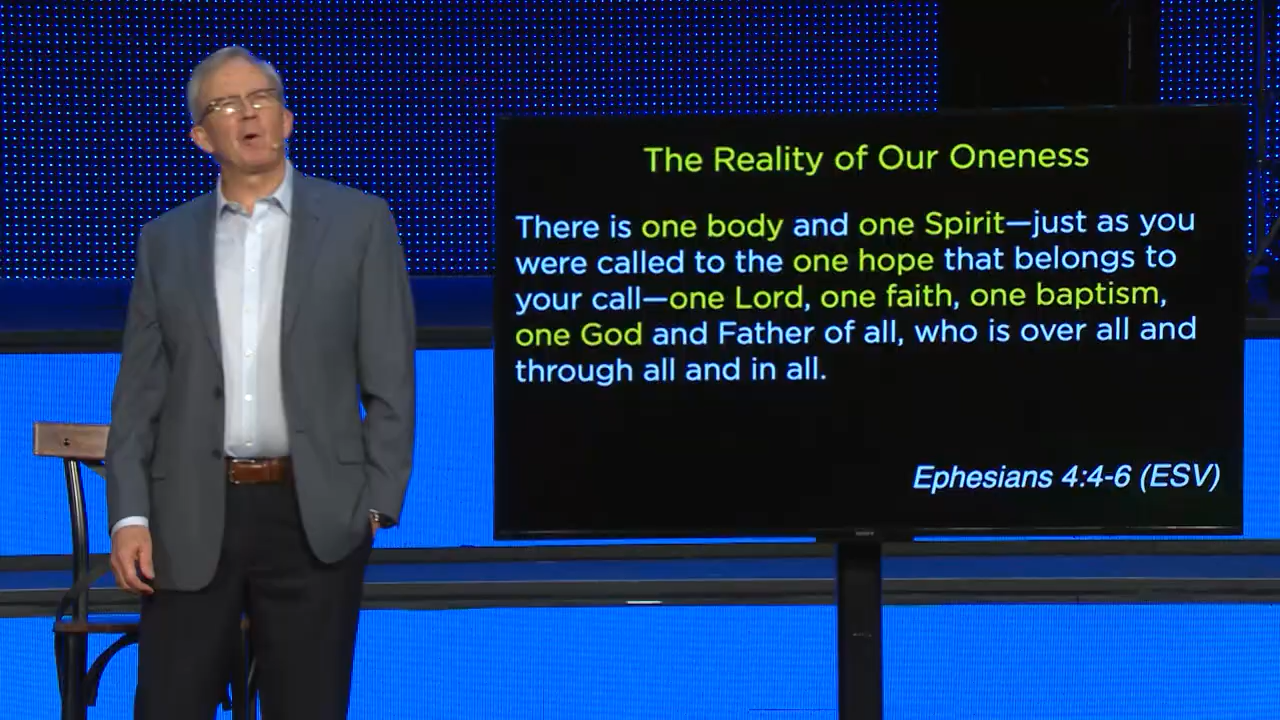 The Reality of Our Oneness
There is one body and one Spirit—just as you
were called to the one hope that belongs to
your call—one Lord, one faith, one baptism,
one God and Father of all, who is over all and
through all and in all.
Ephesians 4:4-6 (ESV)